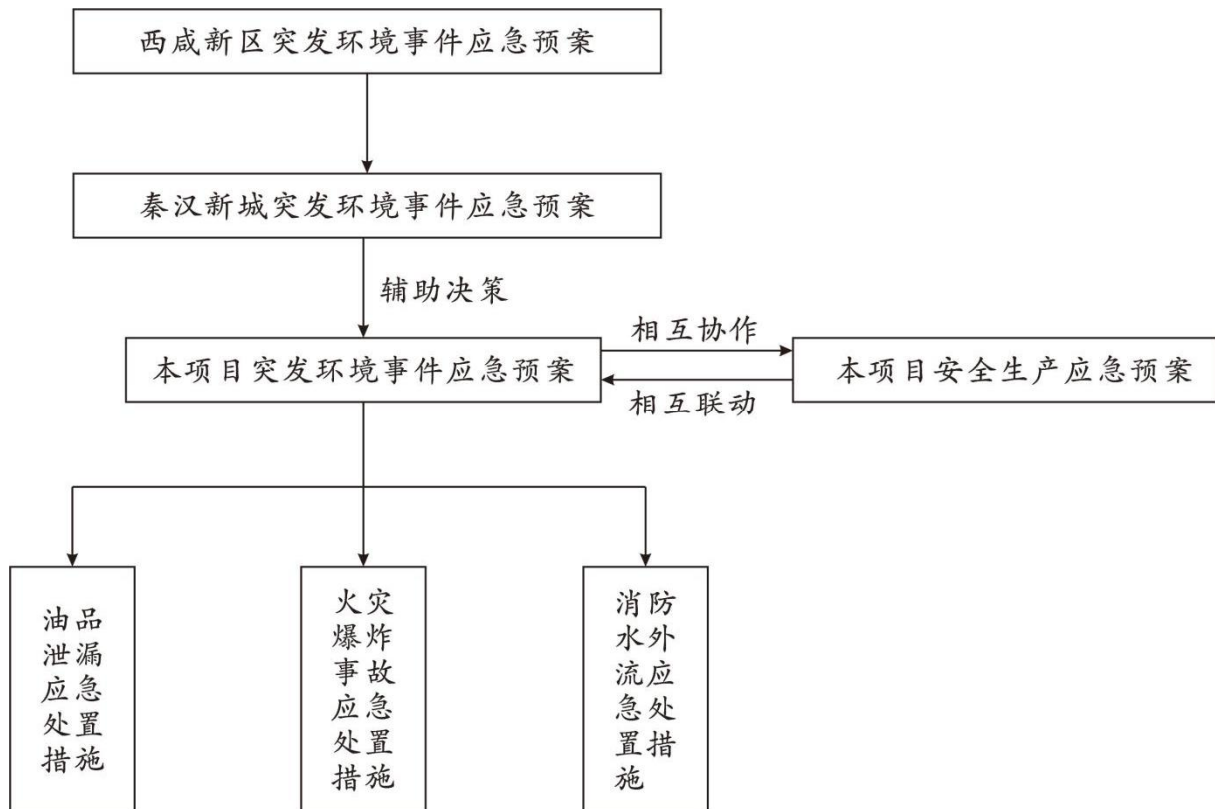 西咸新区突发环境事件应急预案
秦汉新城突发环境事件应急预案
辅助决策
本项目突发环境事件应急预案
相互协作
相互联动
本项目安全生产应急预案
油品
泄漏
应急
处置
措施
火灾
爆炸
事故
应急
处置
措施
消防
水外
流应
急处
置措
施